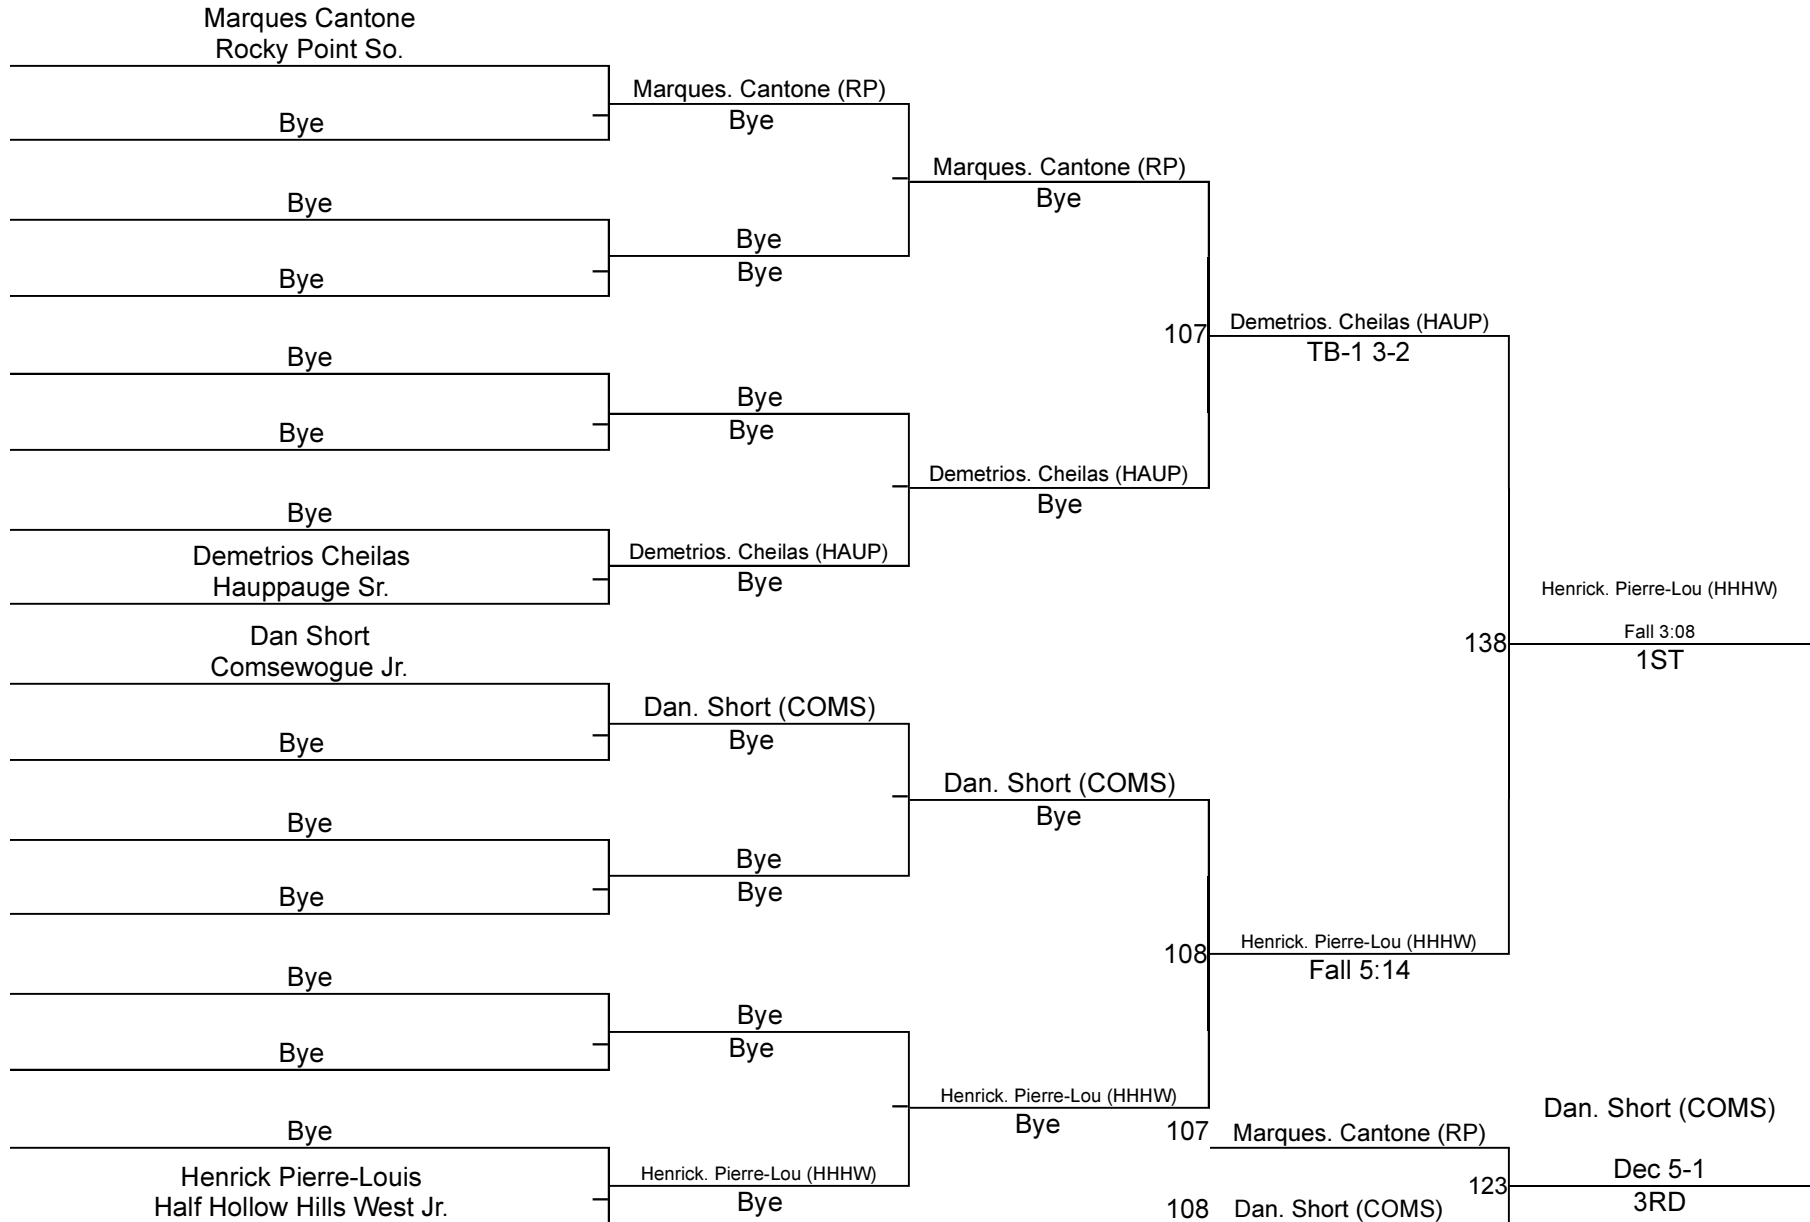 Marques Cantone
Rocky Point So.
Bye
Bye
Bye
Bye
Bye
Bye
Demetrios Cheilas
Hauppauge Sr.
Dan Short
Comsewogue Jr.
Bye
Bye
Bye
Bye
Bye
Bye
Henrick Pierre-Louis
Half Hollow Hills West Jr.
Marques. Cantone (RP)
Bye
Bye
Bye
Bye
Bye
Demetrios. Cheilas (HAUP)
Bye
Dan. Short (COMS)
Bye
Bye
Bye
Bye
Bye
Henrick. Pierre-Lou (HHHW)
Bye
Marques. Cantone (RP)
Bye
Demetrios. Cheilas (HAUP)
Bye
Dan. Short (COMS)
Bye
Henrick. Pierre-Lou (HHHW)
Bye
107
Demetrios. Cheilas (HAUP)
TB-1 3-2
108
Henrick. Pierre-Lou (HHHW)
Fall 5:14
138
Henrick. Pierre-Lou (HHHW)
Fall 3:08
1ST
107
Marques. Cantone (RP)
108
Dan. Short (COMS)
123
Dan. Short (COMS)
Dec 5-1
3RD